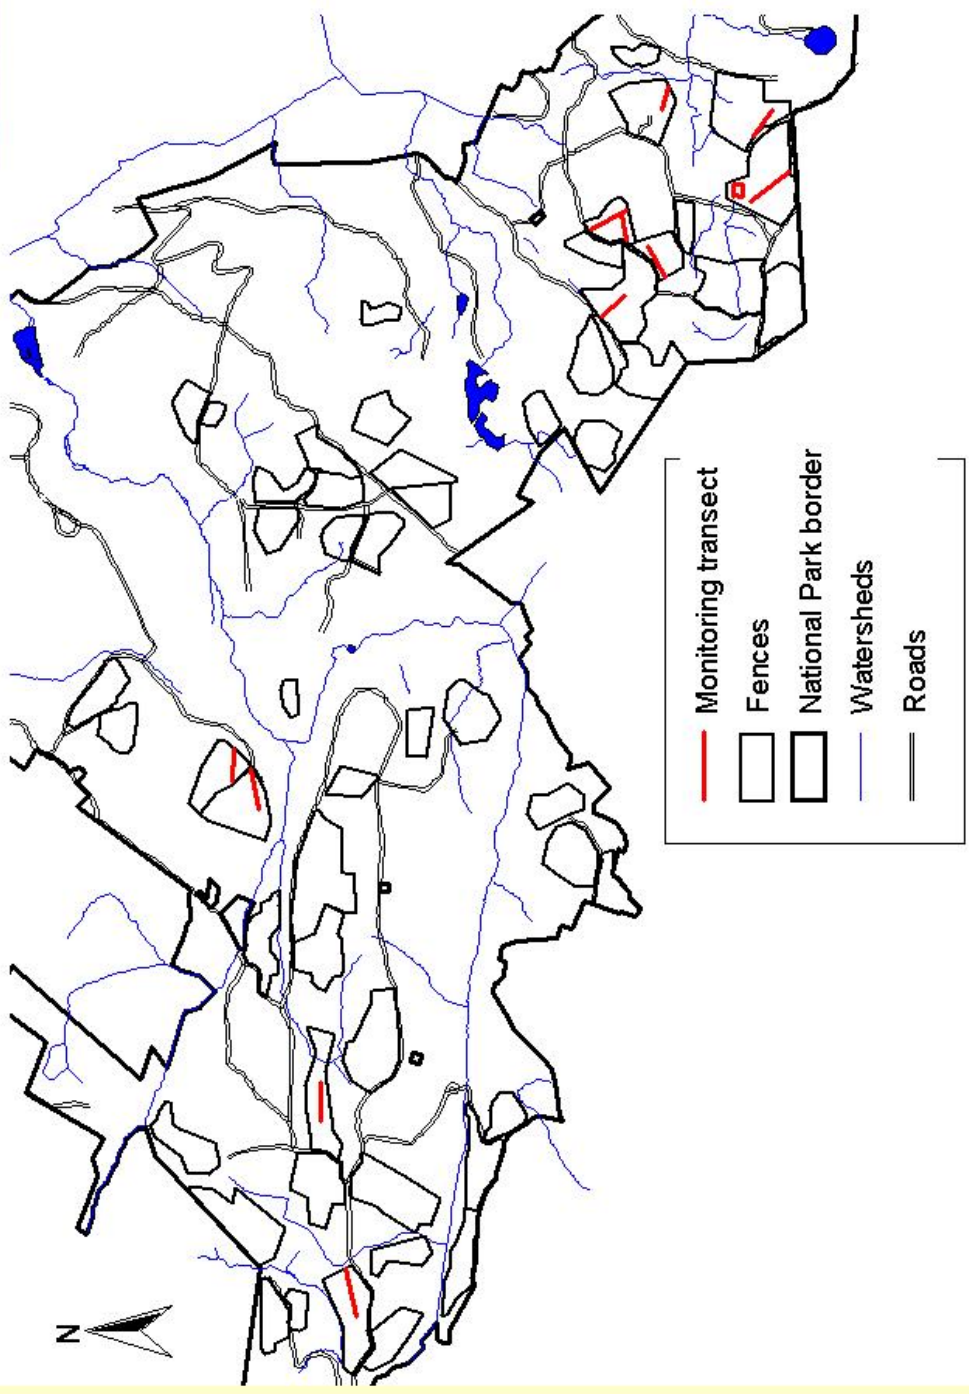 N
Monitoring transect
Fences
National Park border
Watersheds
Roads